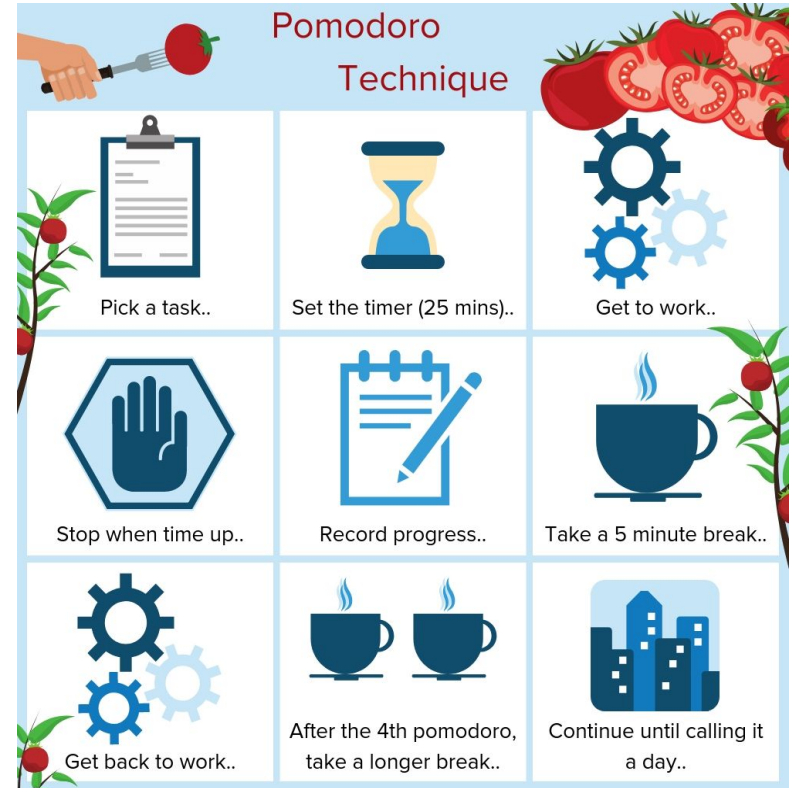 Pomodoro
Technique
Pick a task..
Set the timer (25 mins)..
Get to work..
Stop when time up..
Record progress..
Take a 5 minute break..
Get back to work..
After the 4th pomodoro,
take a longer break..
Continue until calling it
a day..